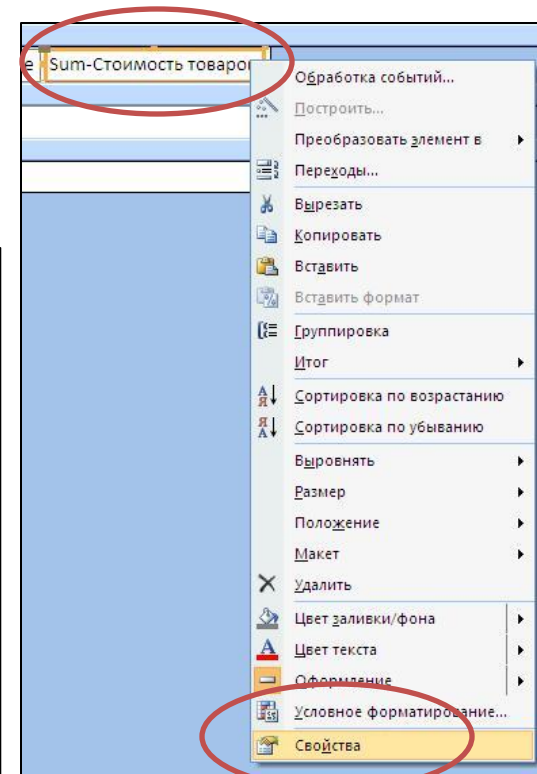 е Sum-Стоимость товаро
Обработка событий...
Построить...
Преобразовать элемент в
Переходы...
Вырезать
Копировать
Вставить
Вставить формат
Группировка
Итог
Сортировка по возрастанию
Сортировка по убыванию
Выровнять
Размер
Положение
Макет
Удалить
Цвет заливки/фона
Цвет текста
Оформление
Условное форматирование...
Свойства